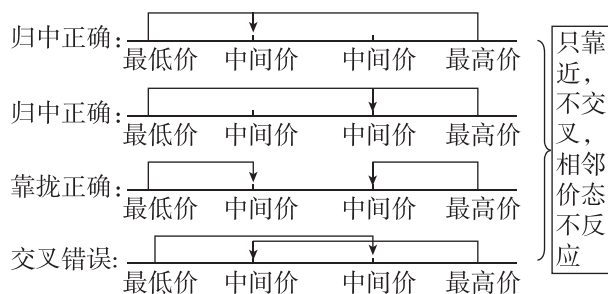 归中正确:
最低价 中间价 中间价 最高价
归中正确:
最低价 中间价 中间价 最高价
靠拢正确:
最低价 中间价 中间价 最高价
交叉错误:
最低价 中间价 中间价 最高价
只靠
近,
不交
叉,
相邻
价态
不反
应